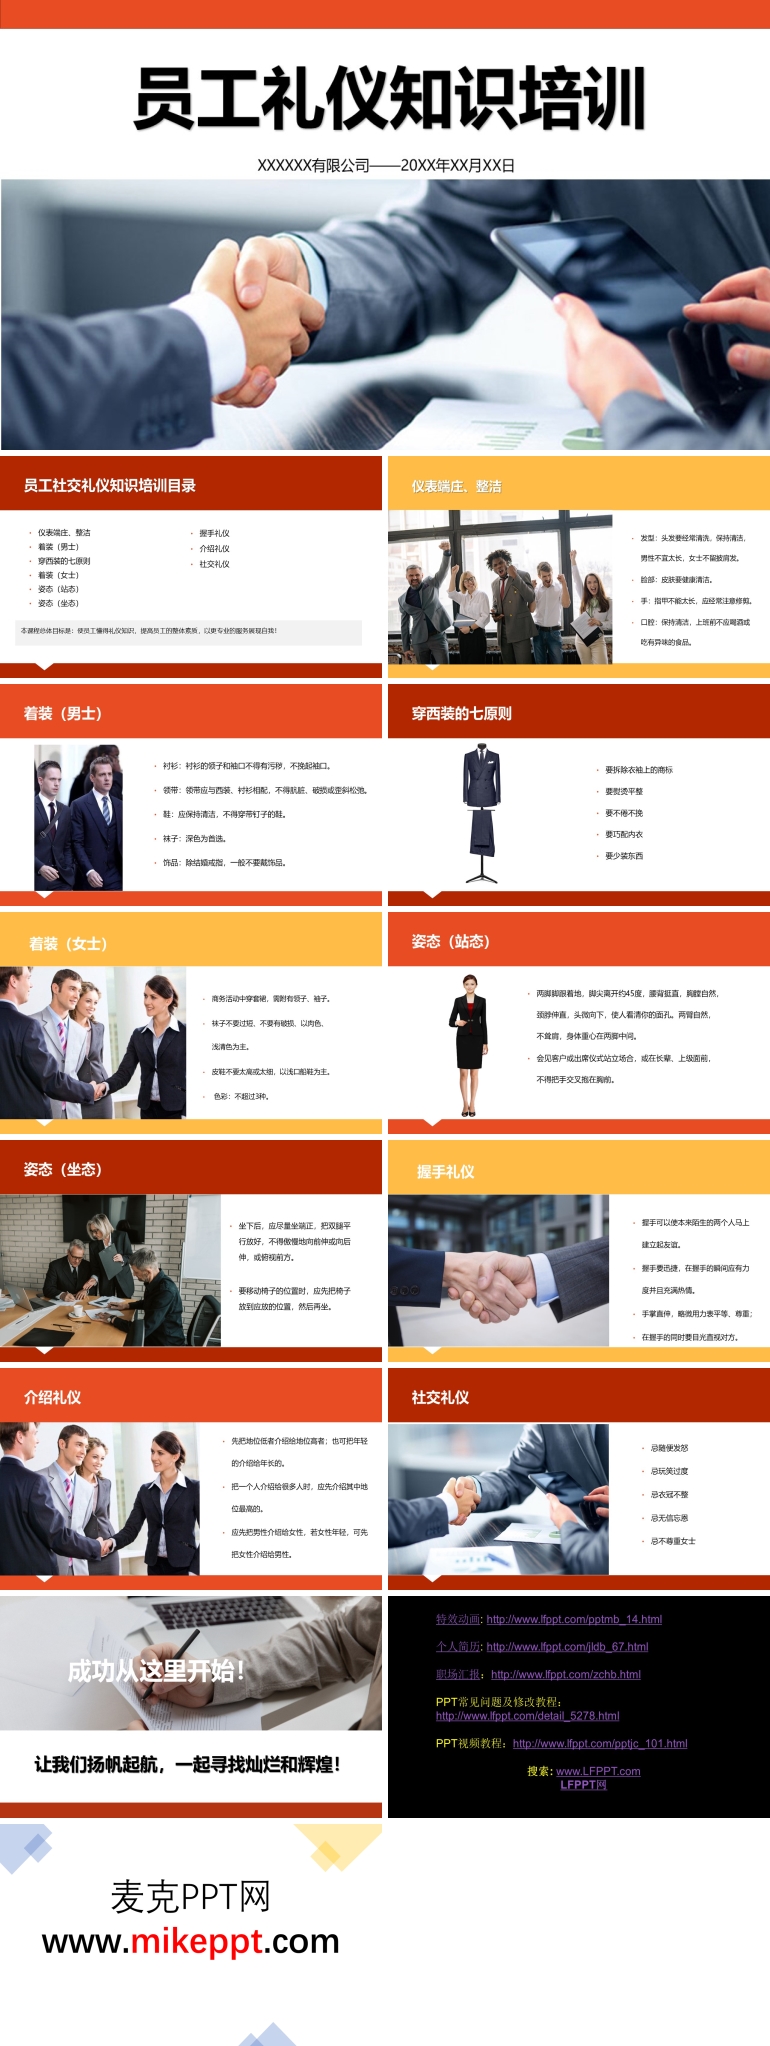 员工礼仪知识培训
XXXXXX有限公司——20XX年XX月XX日
员工社交礼仪知识培训目录
• 仪表端庄、整洁
• 着装（男士）
• 穿西装的七原则
• 着装（女士）
• 姿态（站态）
• 姿态（坐态）
• 握手礼仪
• 介绍礼仪
• 社交礼仪
本课程总体目标是：使员工懂得礼仪知识，提高员工的整体素质，以更专业的服务展现自我！
仪表端庄、整洁
• 发型：头发要经常清洗，保持清洁，
男性不宜太长，女士不留披肩发。
• 脸部：皮肤要健康清洁。
• 手：指甲不能太长，应经常注意修剪。
• 口腔：保持清洁，上班前不应喝酒或
吃有异味的食品。
着装（男士）
• 衬衫：衬衫的领子和袖口不得有污秽，不挽起袖口。
• 领带：领带应与西装、衬衫相配，不得肮脏、破损或歪斜松弛。
• 鞋：应保持清洁，不得穿带钉子的鞋。
• 袜子：深色为首选。
• 饰品：除结婚戒指，一般不要戴饰品。
穿西装的七原则
• 要拆除衣袖上的商标
• 要熨烫平整
• 要不倦不挽
• 要巧配内衣
• 要少装东西
着装（女士）
• 商务活动中穿套裙，需附有领子、袖子。
• 袜子不要过短、不要有破损、以肉色、
浅清色为主。
• 皮鞋不要太高或太细，以浅口船鞋为主。
• 色彩：不超过3种。
姿态（站态）
• 两脚脚跟着地，脚尖离开约45度，腰背挺直，胸膛自然，
颈脖伸直，头微向下，使人看清你的面孔。两臂自然，
不耸肩，身体重心在两脚中间。
• 会见客户或出席仪式站立场合，或在长辈、上级面前，
不得把手交叉抱在胸前。
姿态（坐态）
• 坐下后，应尽量坐端正，把双腿平
行放好，不得傲慢地向前伸或向后
伸，或俯视前方。
• 要移动椅子的位置时，应先把椅子
放到应放的位置，然后再坐。
握手礼仪
• 握手可以使本来陌生的两个人马上
建立起友谊。
• 握手要迅捷，在握手的瞬间应有力
度并且充满热情。
• 手掌直伸，略微用力表平等、尊重；
• 在握手的同时要目光直视对方。
介绍礼仪
• 先把地位低者介绍给地位高者；也可把年轻
的介绍给年长的。
• 把一个人介绍给很多人时，应先介绍其中地
位最高的。
• 应先把男性介绍给女性，若女性年轻，可先
把女性介绍给男性。
社交礼仪
• 忌随便发怒
• 忌玩笑过度
• 忌衣冠不整
• 忌无信忘恩
• 忌不尊重女士
成功从这里开始！
让我们扬帆起航，一起寻找灿烂和辉煌！
特效动画: http://www.lfppt.com/pptmb_14.html
个人简历: http://www.lfppt.com/jldb_67.html
职场汇报： http://www.lfppt.com/zchb.html
PPT常见问题及修改教程：
http://www.lfppt.com/detail_5278.html
PPT视频教程：http://www.lfppt.com/pptjc_101.html
搜索: www.LFPPT.com
LFPPT网
麦克PPT网
www.mikeppt.com